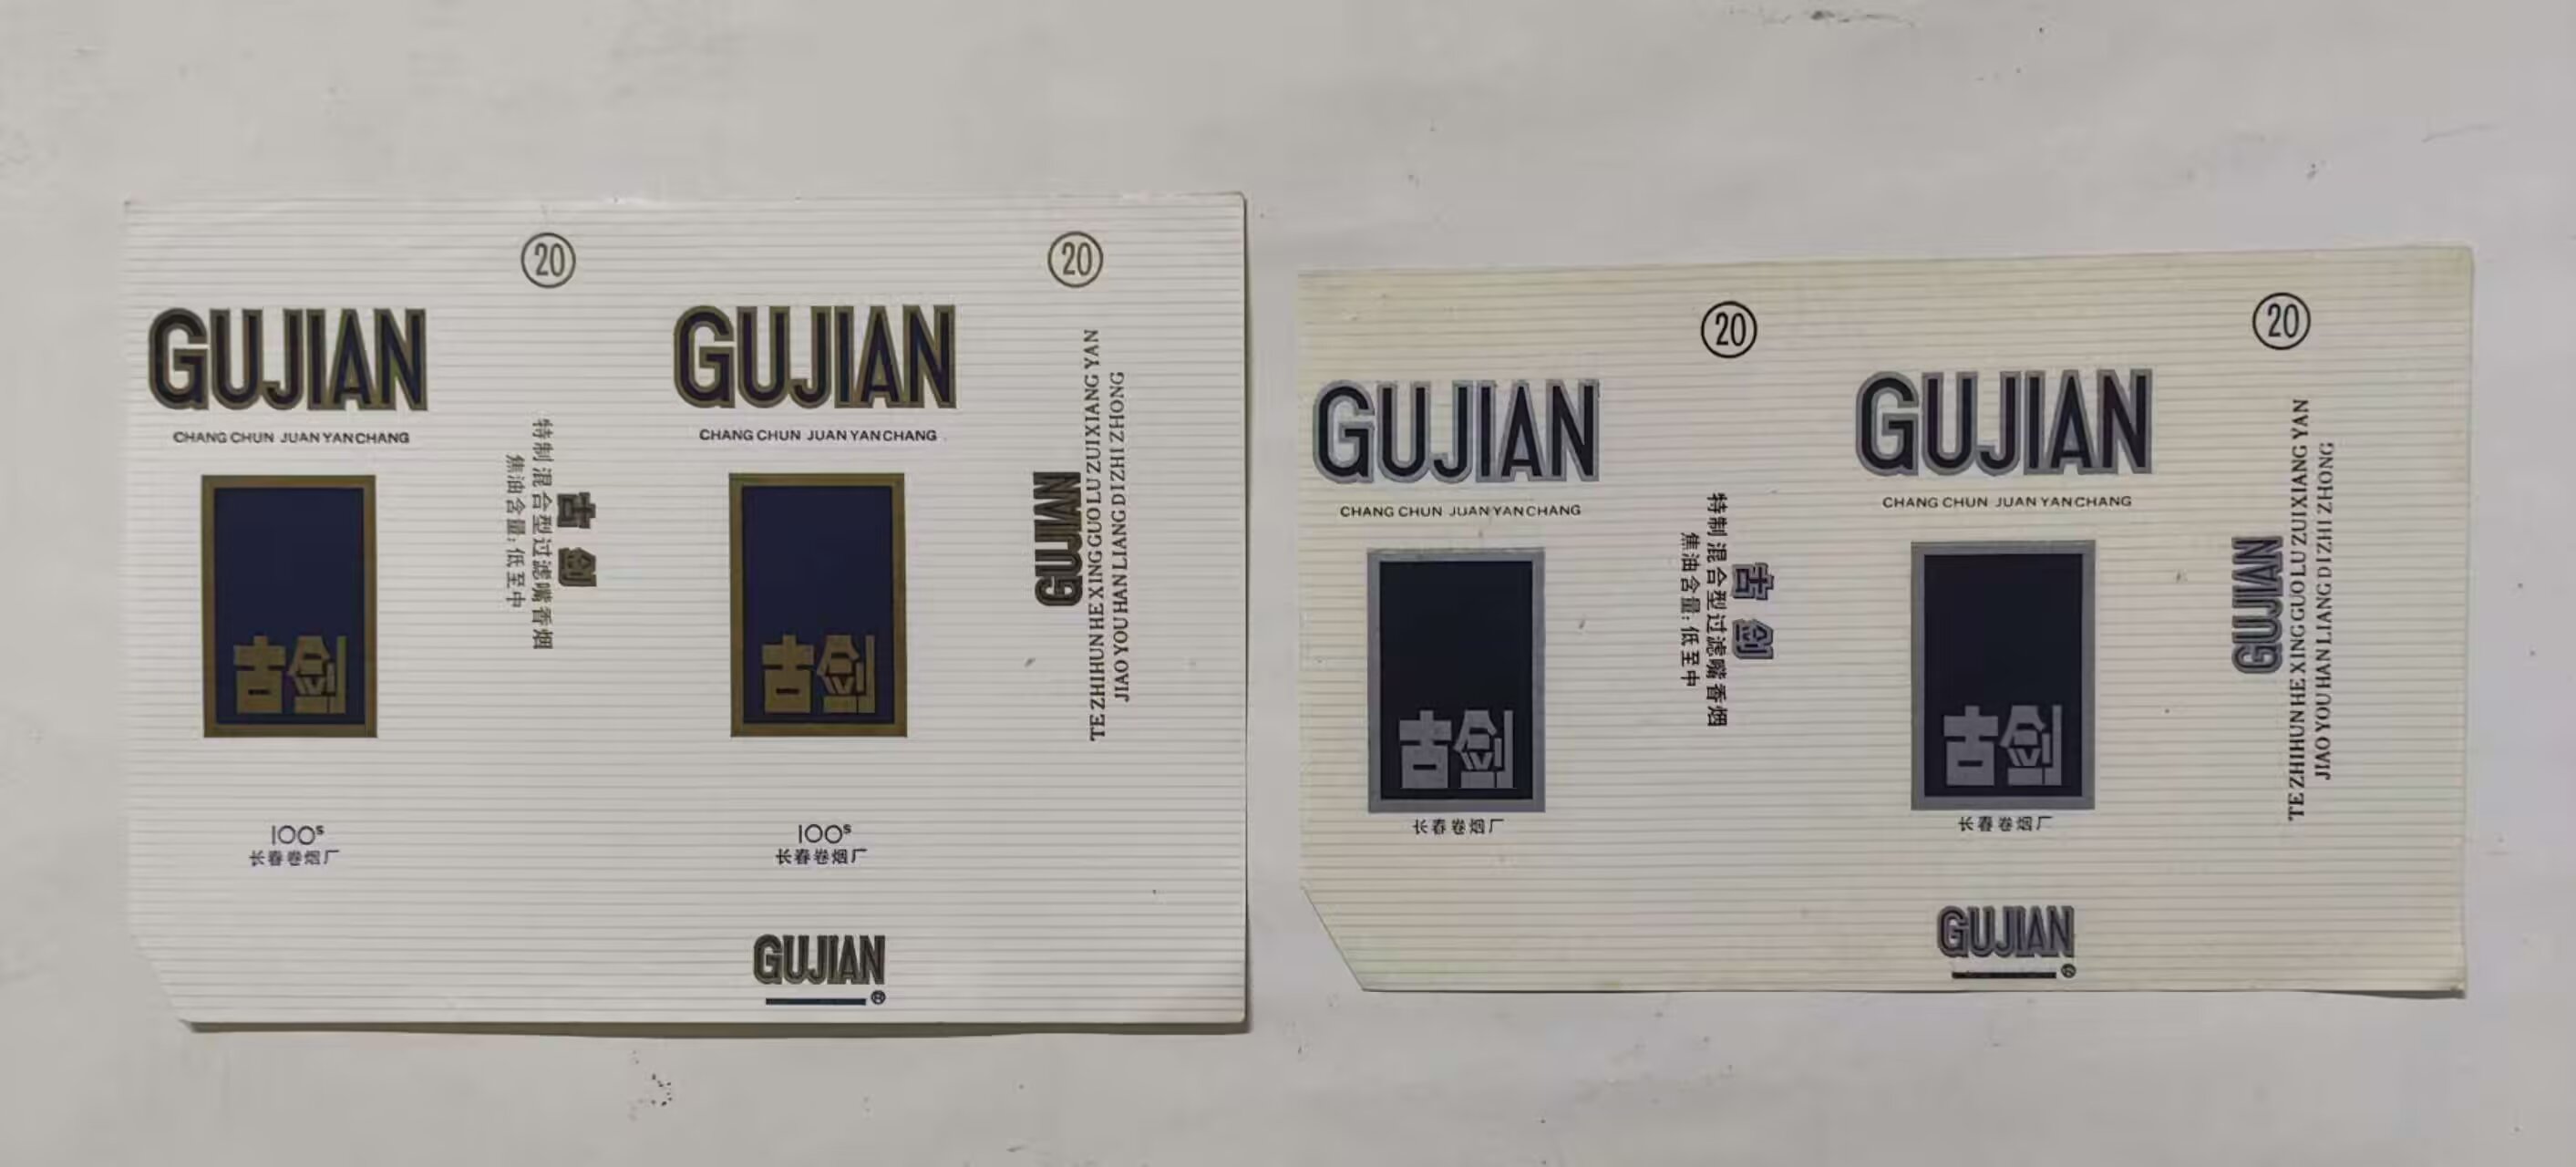 20
20
GUJIAN
GUJIAN
CHANG CHUN JUAN YAN CHANG
CHANG CHUN JUAN YAN CHANG
古剑
特制混合型过滤嘴香烟
焦油含量:低至中
GUJIAN
TE ZHI HUN HE XING GUO LU ZUI XIANG YAN
JIAO YOU HAN LIANG DI ZHI ZHONG
古剑
古剑
100s
100s
长春卷烟厂
长春卷烟厂
GUJIAN
®
20
20
GUJIAN
GUJIAN
CHANG CHUN JUAN YAN CHANG
CHANG CHUN JUAN YAN CHANG
古剑
特制混合型过滤嘴香烟
焦油含量:低至中
GUJIAN
TE ZHI HUN HE XING GUO LU ZUI XIANG YAN
JIAO YOU HAN LIANG DI ZHI ZHONG
古剑
古剑
长春卷烟厂
长春卷烟厂
GUJIAN
®